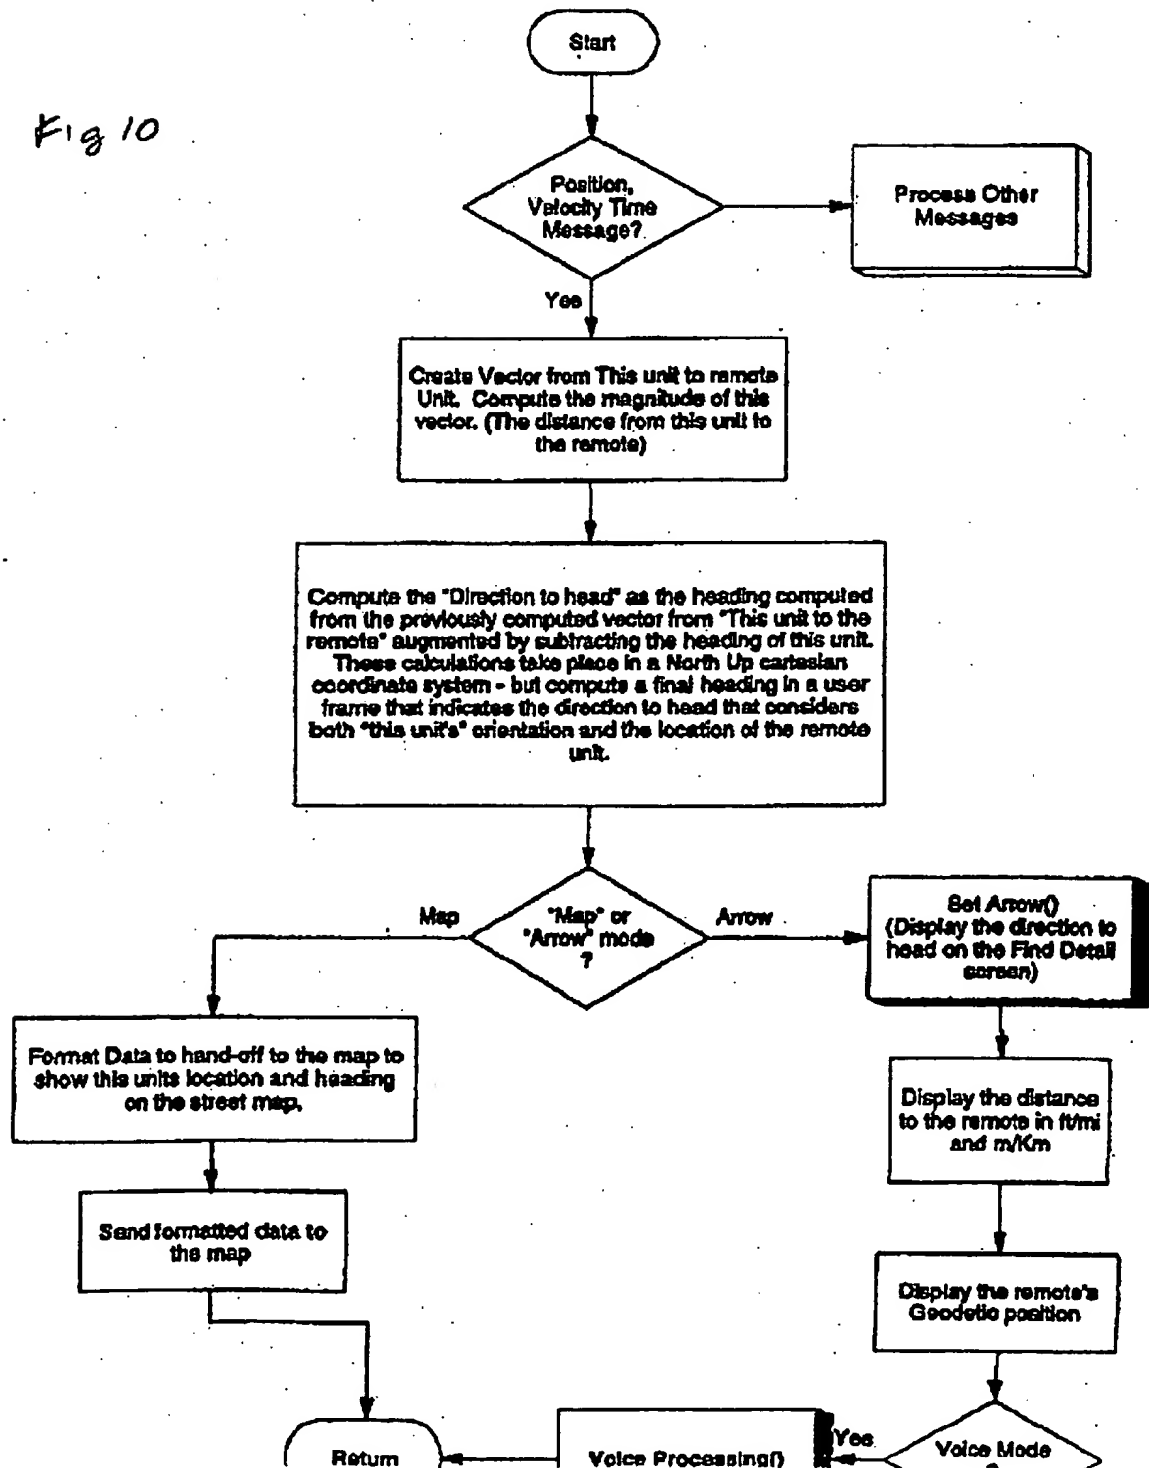 Start
Fig 10
Position,
Velocity Time
Message?
Process Other
Messages
Yes
Create Vector from This unit to remote
Unit. Compute the magnitude of this
vector. (The distance from this unit to
the remote)
Compute the "Direction to head" as the heading computed
from the previously computed vector from "This unit to the
remote" augmented by subtracting the heading of this unit.
These calculations take place in a North Up cartesian
coordinate system - but compute a final heading in a user
frame that indicates the direction to head that considers
both "this unit's" orientation and the location of the remote
unit.
Map
"Map" or
"Arrow" mode
?
Arrow
Set Arrow()
(Display the direction to
head on the Find Detail
screen)
Format Data to hand-off to the map to
show this units location and heading
on the street map.
Display the distance
to the remote in ft/mi
and m/Km
Send formatted data to
the map
Display the remote's
Geodetic position
Return
Voice Processing()
Yes
Voice Mode
?